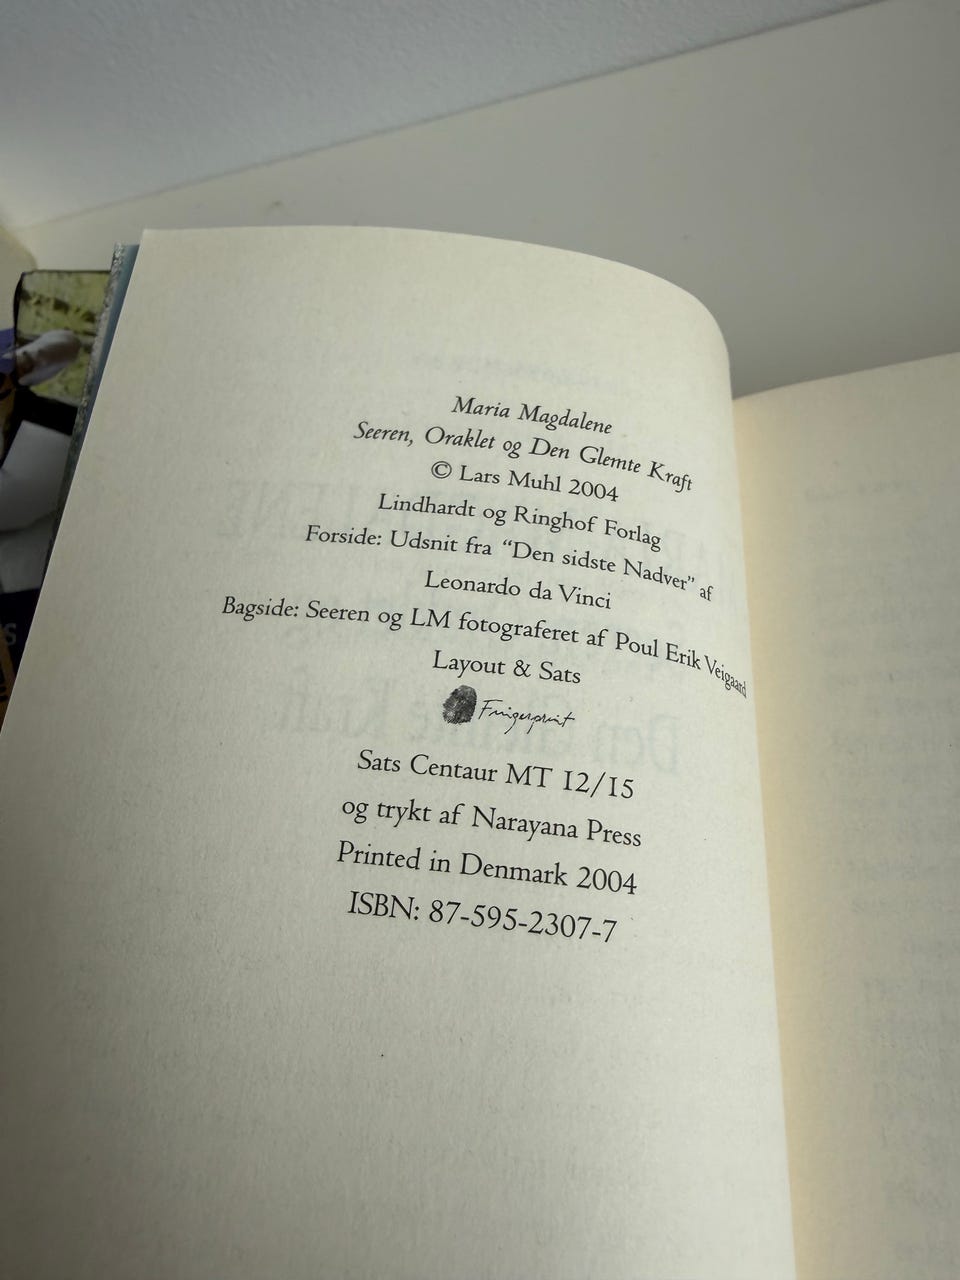 Maria Magdalene
Seeren, Oraklet og Den Glemte Kraft
© Lars Muhl 2004
Lindhardt og Ringhof Forlag
Forside: Udsnit fra “Den sidste Nadver” af
Leonardo da Vinci
Bagside: Seeren og LM fotograferet af Poul Erik Veigaard
Layout & Sats
Fingerprint
Sats Centaur MT 12/15
og trykt af Narayana Press
Printed in Denmark 2004
ISBN: 87-595-2307-7